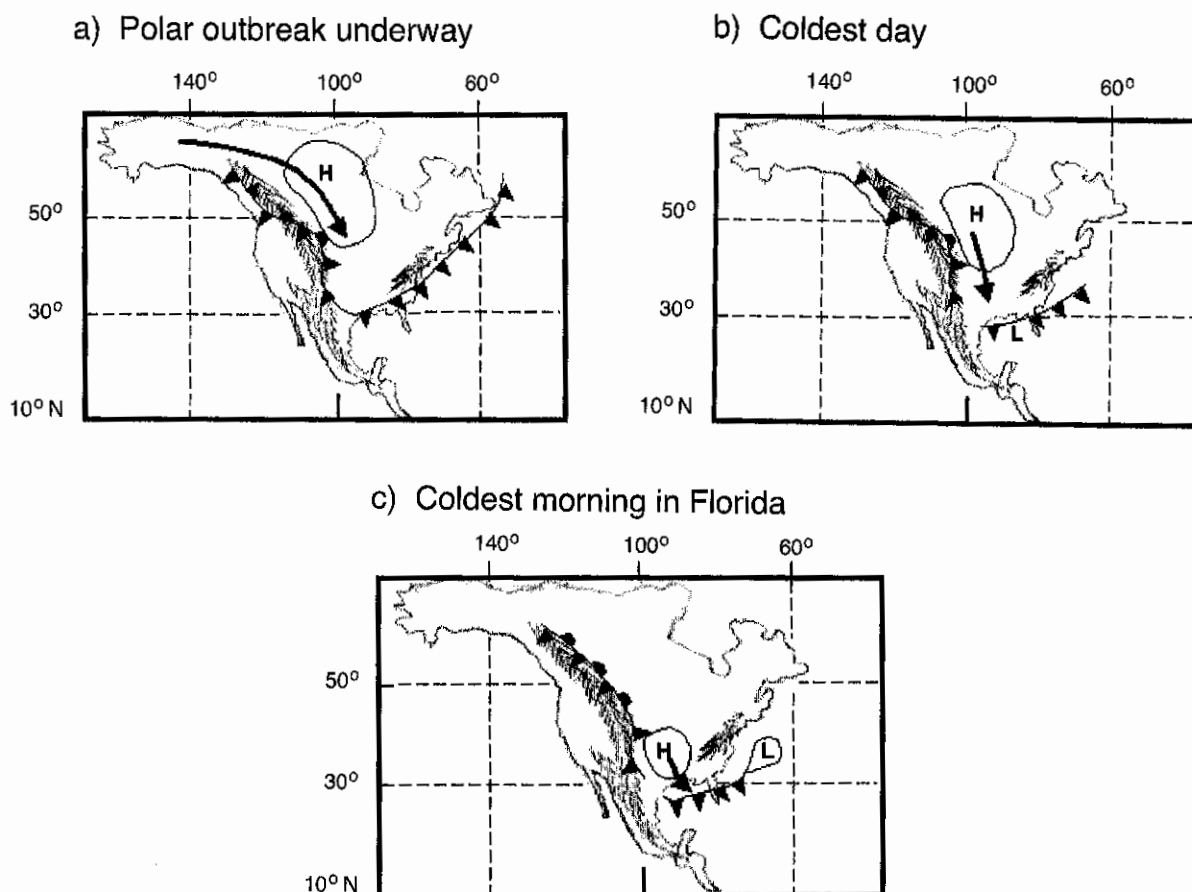 a) Polar outbreak underway
140° 100° 60°
H
50°
30°
10° N
b) Coldest day
140° 100° 60°
H
50°
30°
L
10° N
c) Coldest morning in Florida
140° 100° 60°
50°
H
L
30°
10° N